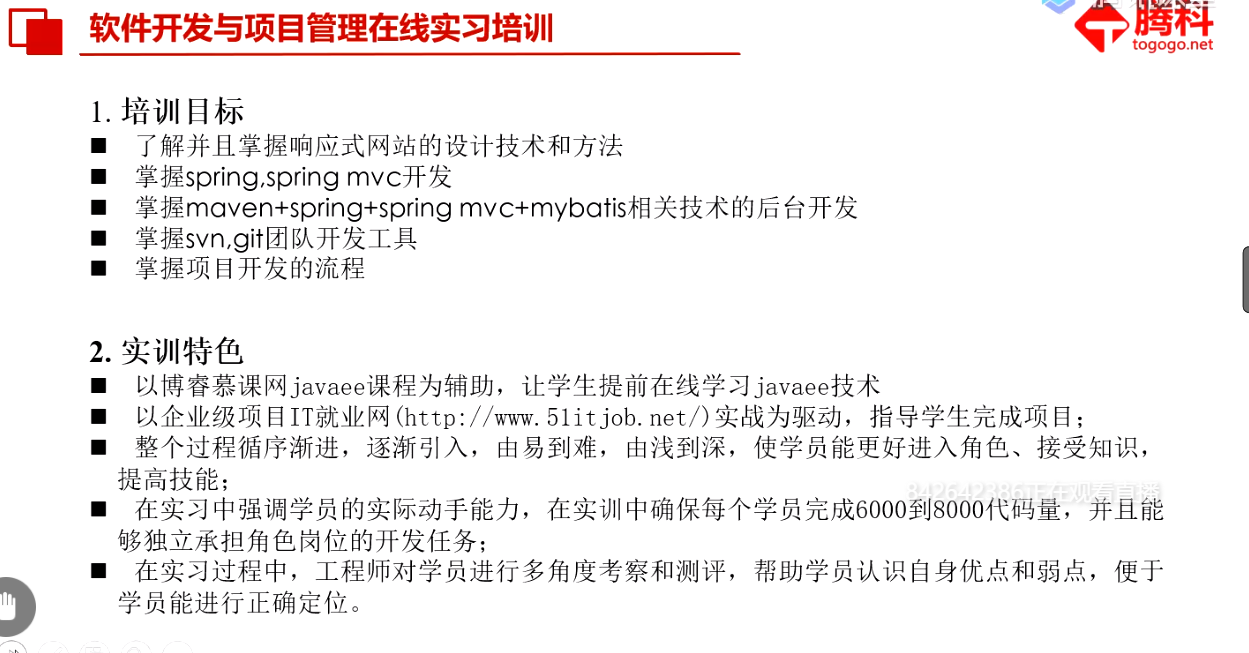 软件开发与项目管理在线实习培训
腾科
togogo.net
1. 培训目标
■ 了解并且掌握响应式网站的设计技术和方法
■ 掌握spring,spring mvc开发
■ 掌握maven+spring+spring mvc+mybatis相关技术的后台开发
■ 掌握svn,git团队开发工具
■ 掌握项目开发的流程
2. 实训特色
■ 以博睿慕课网javaee课程为辅助，让学生提前在线学习javaee技术
■ 以企业级项目IT就业网(http://www.51itjob.net/)实战为驱动，指导学生完成项目；
■ 整个过程循序渐进，逐渐引入，由易到难，由浅到深，使学员能更好进入角色、接受知识，
提高技能；
842642386正在观看直播
■ 在实习中强调学员的实际动手能力，在实训中确保每个学员完成6000到8000代码量，并且能
够独立承担角色岗位的开发任务；
■ 在实习过程中，工程师对学员进行多角度考察和测评，帮助学员认识自身优点和弱点，便于
学员能进行正确定位。